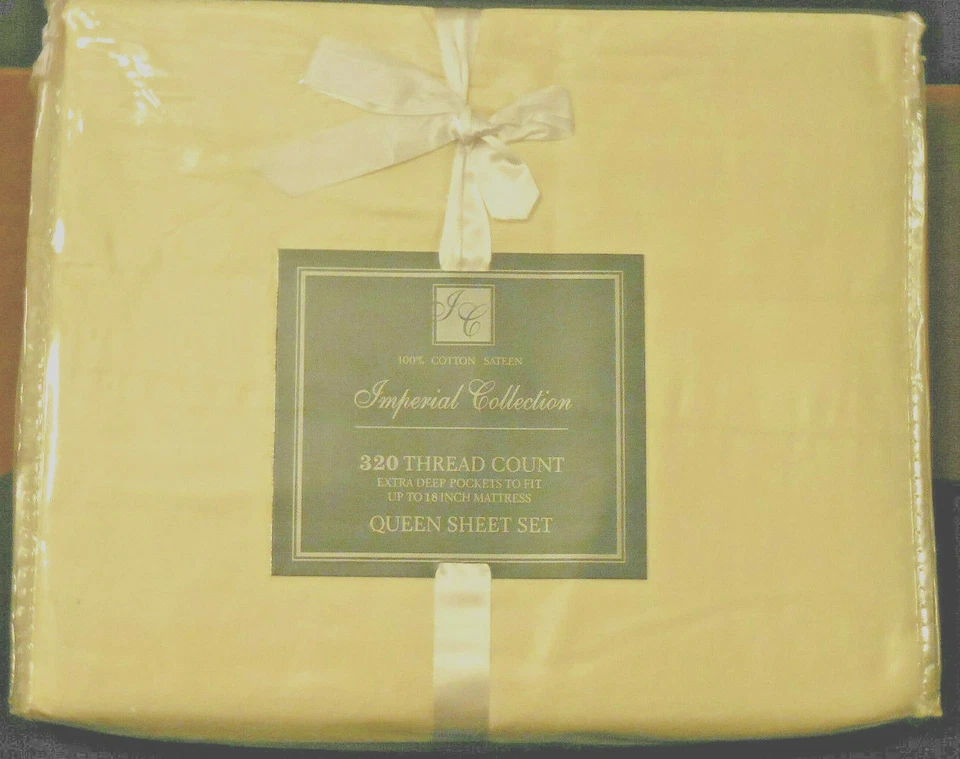 IC
100% COTTON SATEEN
Imperial Collection
320 THREAD COUNT
EXTRA DEEP POCKETS TO FIT
UP TO 18 INCH MATTRESS
QUEEN SHEET SET